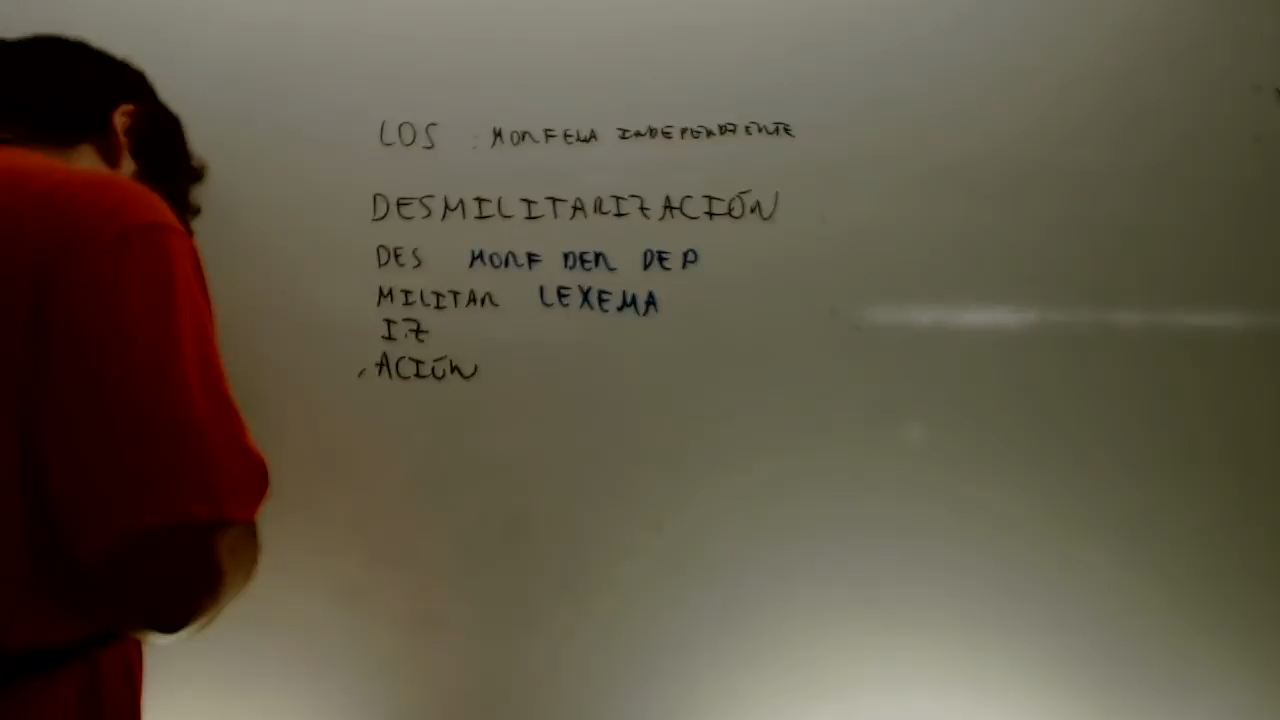 LOS : MORFEMA INDEPENDIENTE
DESMILITARIZACIÓN
DES MORF DER DEP
MILITAR LEXEMA
IZ
ACIÓN